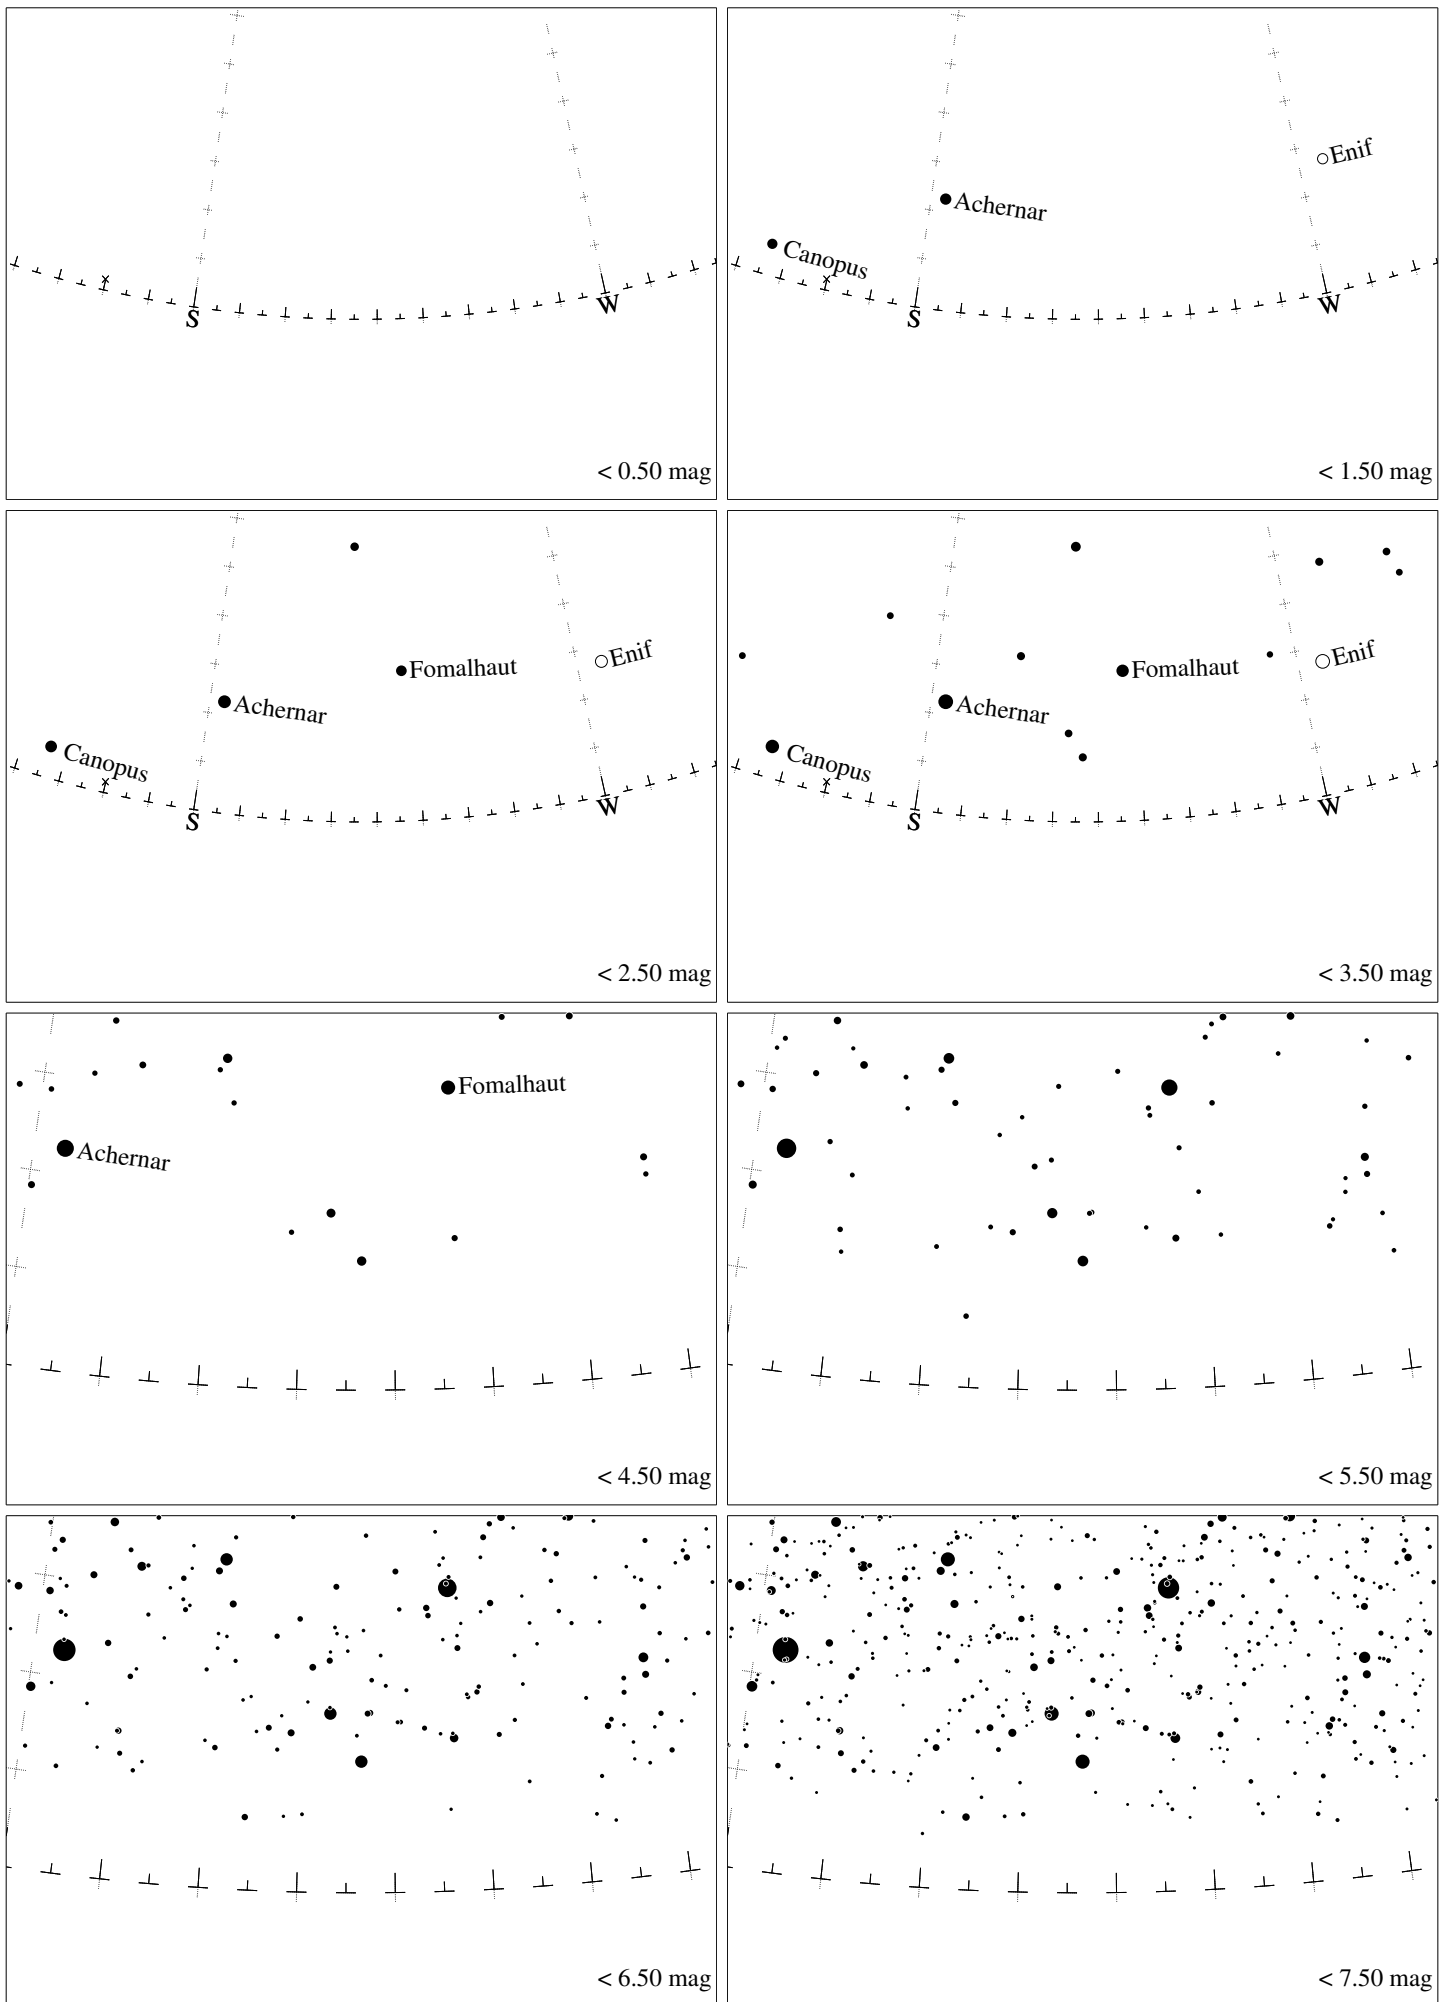 S
W
< 0.50 mag
Enif
Achernar
Canopus
S
W
< 1.50 mag
Enif
Fomalhaut
Achernar
Canopus
S
W
< 2.50 mag
Enif
Fomalhaut
Achernar
Canopus
S
W
< 3.50 mag
Fomalhaut
Achernar
< 4.50 mag
< 5.50 mag
< 6.50 mag
< 7.50 mag